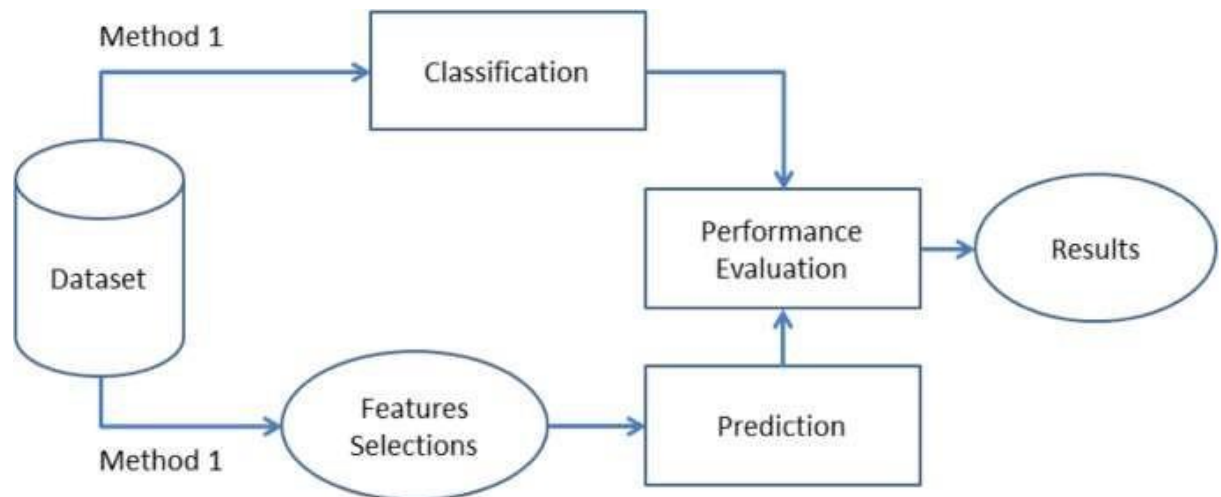 Method 1
Classification
Dataset
Performance
Evaluation
Results
Features
Selections
Prediction
Method 1